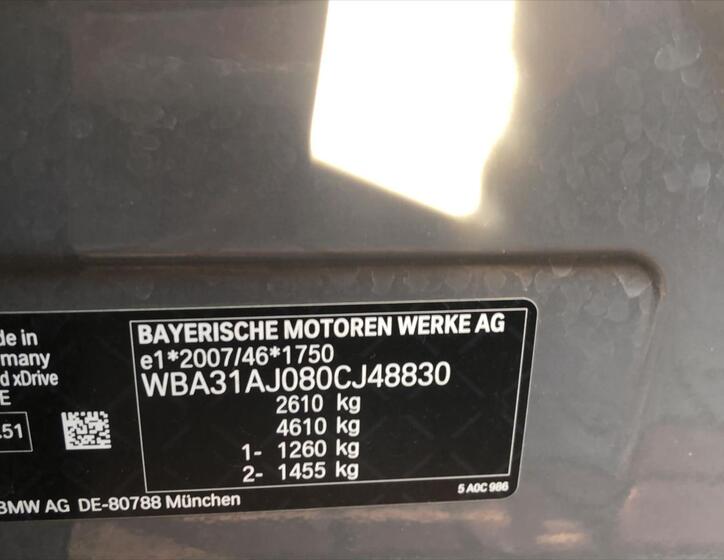 de in
many
d xDrive
E
.51
BAYERISCHE MOTOREN WERKE AG
e1*2007/46*1750
WBA31AJ080CJ48830
2610 kg
4610 kg
1- 1260 kg
2- 1455 kg
5 A0C 986
BMW AG DE-80788 München